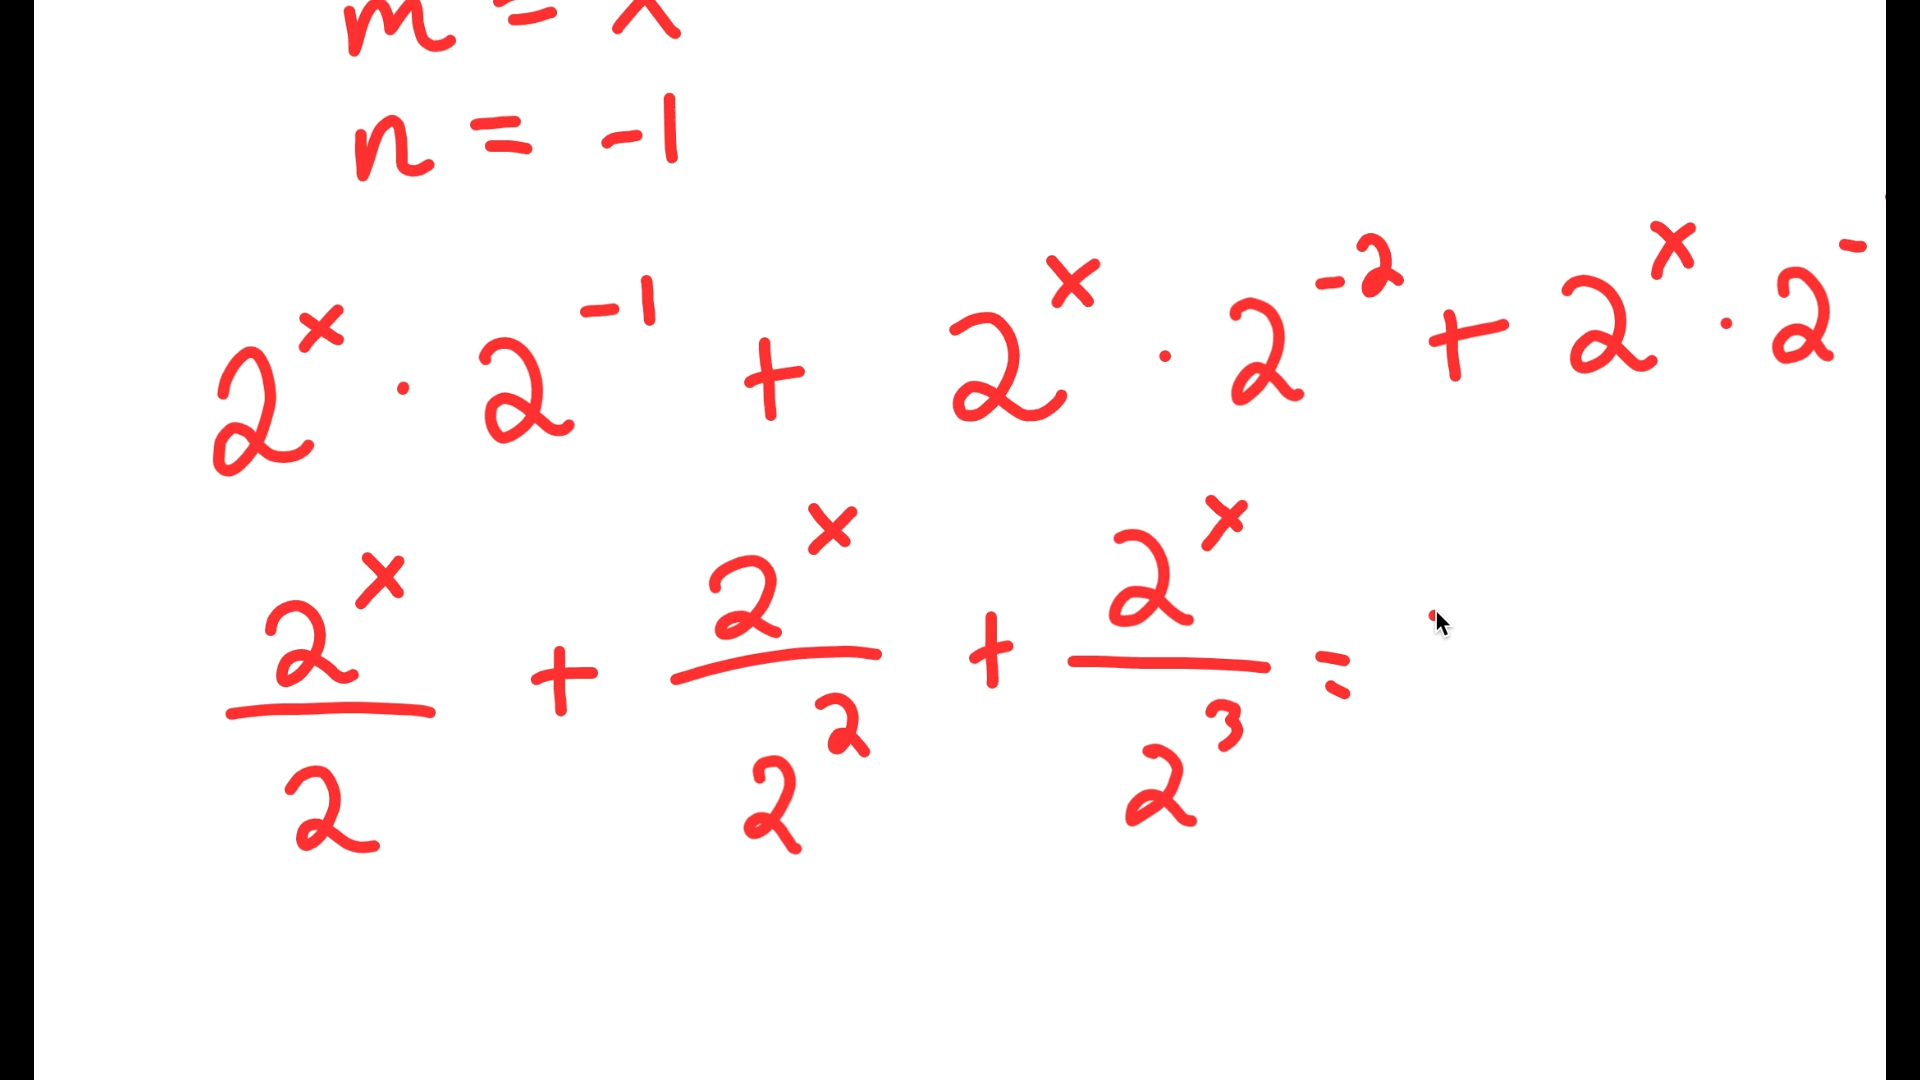 m = x
n = -1
2^x · 2^-1 + 2^x · 2^-2 + 2^x · 2^-
2^x/2 + 2^x/2^2 + 2^x/2^3 =